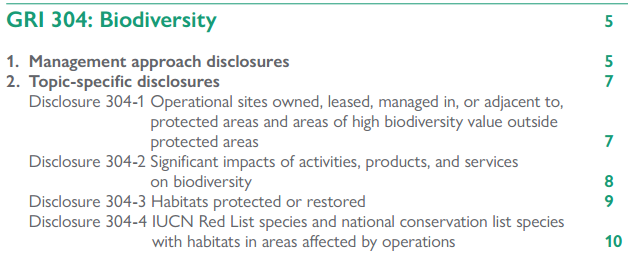 GRI 304: Biodiversity 5
1. Management approach disclosures 5
2. Topic-specific disclosures 7
Disclosure 304-1 Operational sites owned, leased, managed in, or adjacent to,
protected areas and areas of high biodiversity value outside
protected areas 7
Disclosure 304-2 Significant impacts of activities, products, and services
on biodiversity 8
Disclosure 304-3 Habitats protected or restored 9
Disclosure 304-4 IUCN Red List species and national conservation list species
with habitats in areas affected by operations 10